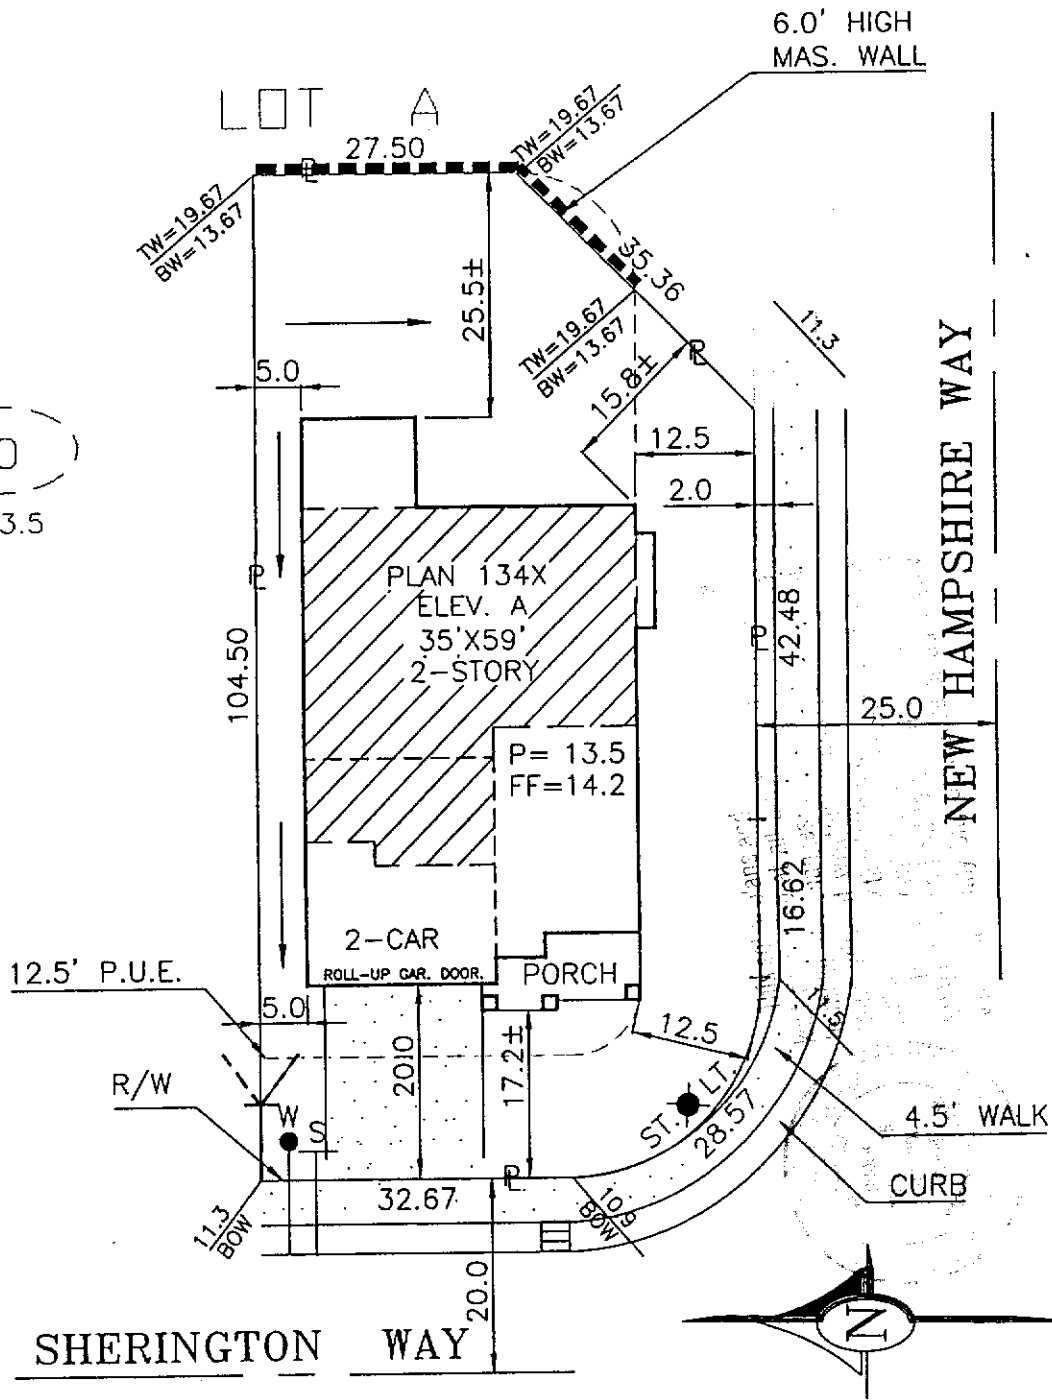 6.0' HIGH
MAS. WALL
LOT A
27.50
TW=19.67
BW=13.67
TW=19.67
BW=13.67
35.36
25.5±
TW=19.67
BW=13.67
11.3
5.0
15.8±
12.5
2.0
3.5
PLAN 134X
ELEV. A
35'X59'
2-STORY
104.50
42.48
25.0
NEW HAMPSHIRE WAY
P= 13.5
FF=14.2
16.62
2-CAR
ROLL-UP GAR. DOOR.
PORCH
12.5' P.U.E.
5.0
11.5
12.5
20.0
17.2±
R/W
W
S
ST. LT.
28.57
4.5' WALK
CURB
32.67
11.3
BOW
10.9
BOW
20.0
SHERINGTON WAY
N